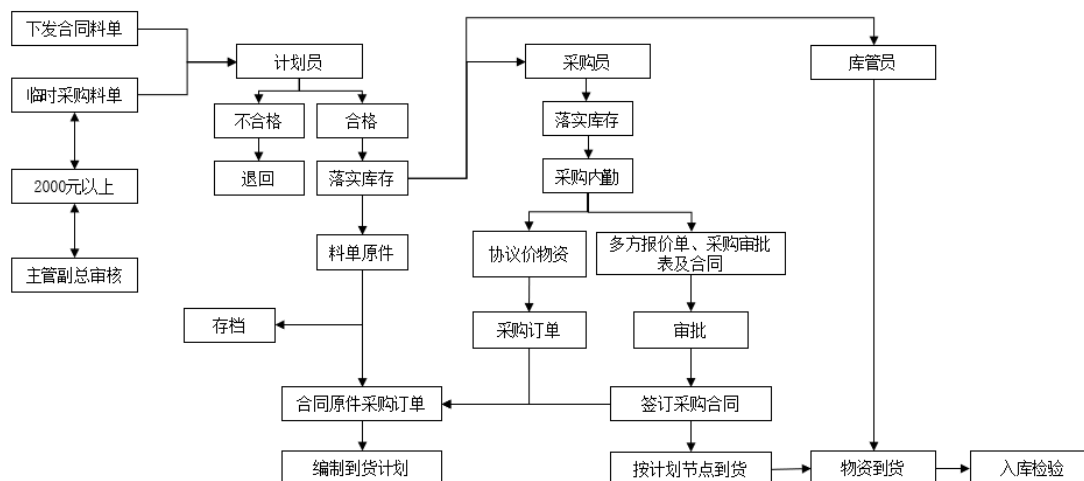 下发合同料单
计划员
采购员
库管员
临时采购料单
不合格
合格
落实库存
2000元以上
退回
落实库存
采购内勤
主管副总审核
料单原件
协议价物资
多方报价单、采购审批
表及合同
存档
采购订单
审批
合同原件采购订单
签订采购合同
编制到货计划
按计划节点到货
物资到货
入库检验